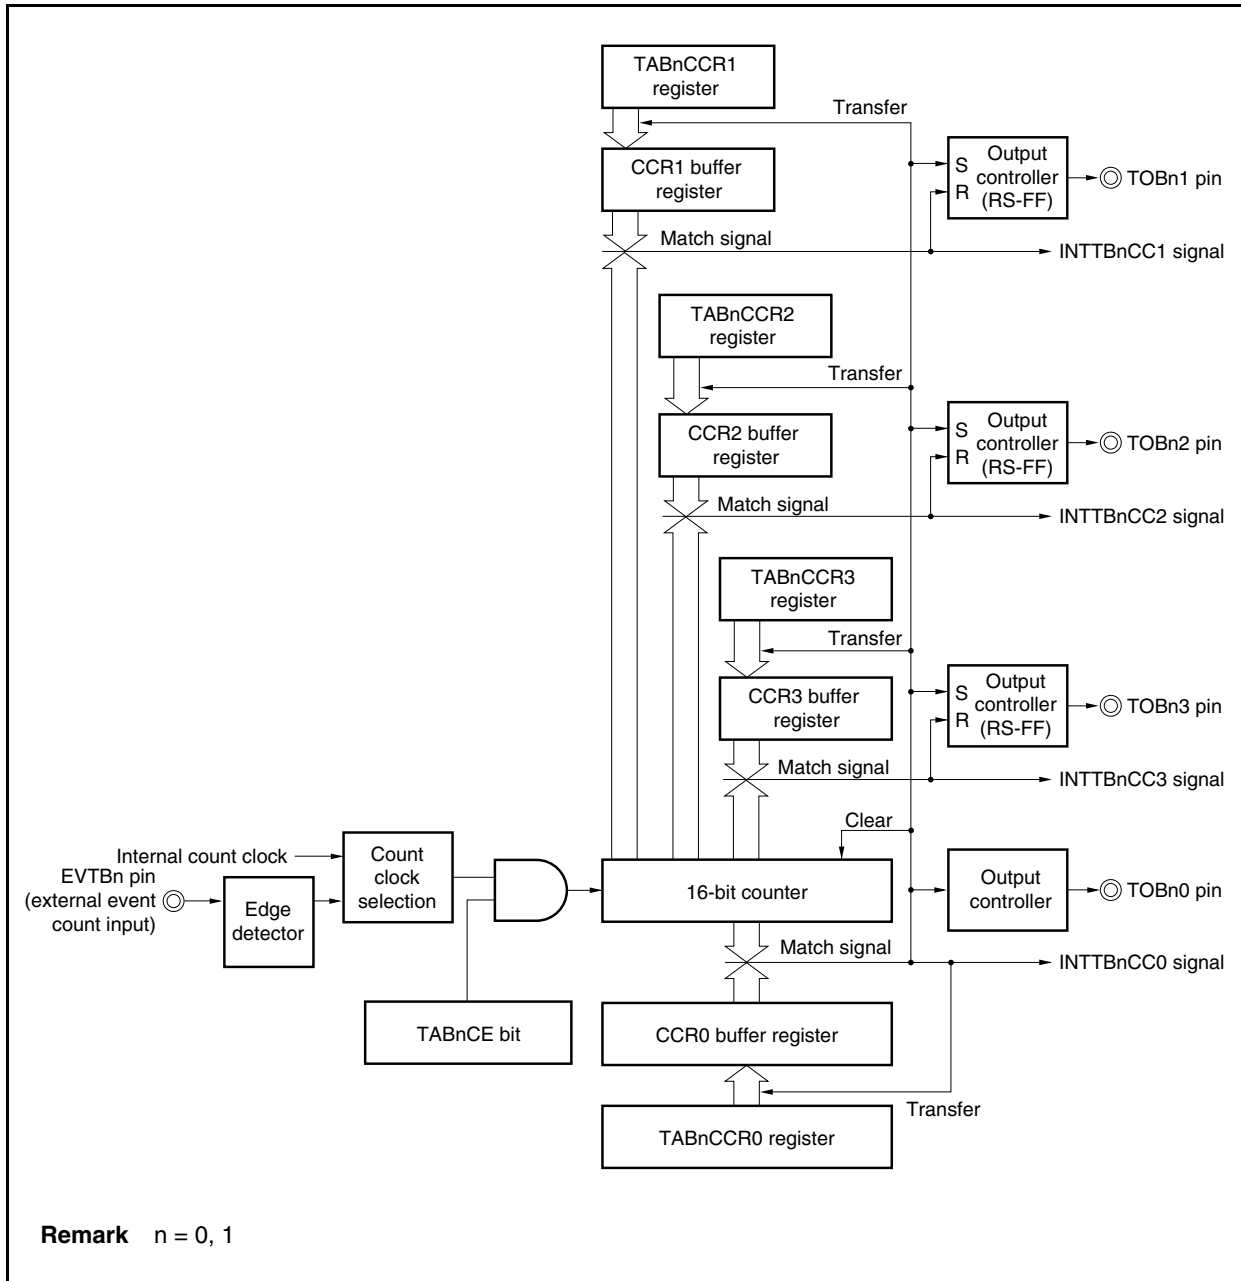 TABnCCR1
register
Transfer
CCR1 buffer
register
S
R
Output
controller
(RS-FF)
TOBn1 pin
Match signal
INTTBnCC1 signal
TABnCCR2
register
Transfer
CCR2 buffer
register
S
R
Output
controller
(RS-FF)
TOBn2 pin
Match signal
INTTBnCC2 signal
TABnCCR3
register
Transfer
CCR3 buffer
register
S
R
Output
controller
(RS-FF)
TOBn3 pin
Match signal
INTTBnCC3 signal
Clear
Internal count clock
EVTBn pin
(external event
count input)
Edge
detector
Count
clock
selection
16-bit counter
Output
controller
TOBn0 pin
Match signal
INTTBnCC0 signal
TABnCE bit
CCR0 buffer register
Transfer
TABnCCR0 register
Remark n = 0, 1